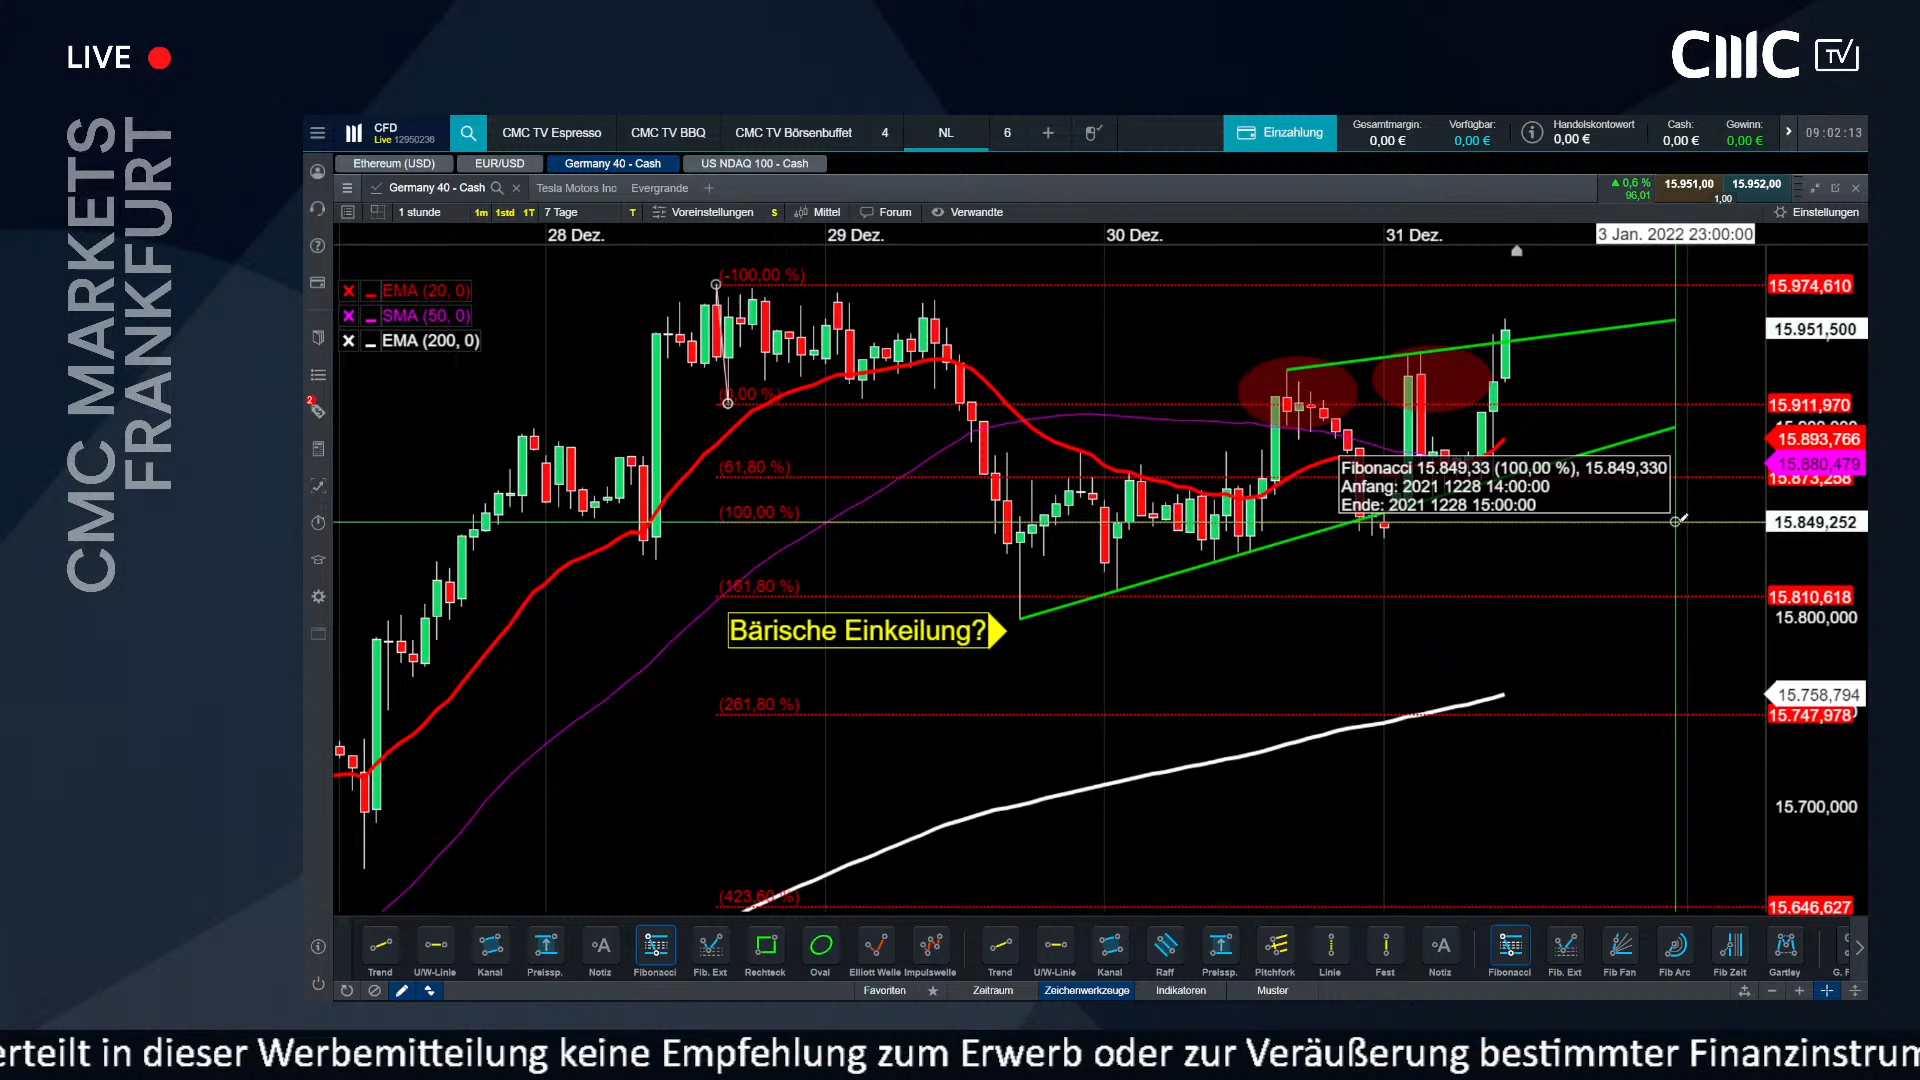 LIVE
CMC TV
CMC MARKETS
FRANKFURT
CFD
Live 12950236
CMC TV Espresso
CMC TV BBQ
CMC TV Börsenbuffet
4
NL
6
Einzahlung
Gesamtmargin:
0,00 €
Verfügbar:
0,00 €
Handelskontowert
0,00 €
Cash:
0,00 €
Gewinn:
0,00 €
09:02:13
Ethereum (USD)
EUR/USD
Germany 40 - Cash
US NDAQ 100 - Cash
Germany 40 - Cash
Tesla Motors Inc
Evergrande
0,6 %
96,01
15.951,00
15.952,00
1,00
1 stunde
1m
1std
1T
7 Tage
T
Voreinstellungen
S
Mittel
Forum
Verwandte
Einstellungen
28 Dez.
29 Dez.
30 Dez.
31 Dez.
3 Jan. 2022 23:00:00
EMA (20, 0)
SMA (50, 0)
EMA (200, 0)
(-100,00 %)
(0,00 %)
(61,80 %)
(100,00 %)
(161,80 %)
(261,80 %)
(423,60 %)
Fibonacci 15.849,33 (100,00 %), 15.849,330
Anfang: 2021 1228 14:00:00
Ende: 2021 1228 15:00:00
Bärische Einkeilung?
15.974,610
15.951,500
15.911,970
15.893,766
15.880,479
15.873,258
15.849,252
15.810,618
15.800,000
15.758,794
15.747,978
15.700,000
15.646,627
2
Trend
U/W-Linie
Kanal
Preissp.
Notiz
Fibonacci
Fib. Ext
Rechteck
Oval
Elliott Welle
Impulswelle
Trend
U/W-Linie
Kanal
Raff
Preissp.
Pitchfork
Linie
Fest
Notiz
Fibonacci
Fib. Ext
Fib Fan
Fib Arc
Fib Zeit
Gartley
G. F
Favoriten
Zeitraum
Zeichenwerkzeuge
Indikatoren
Muster
erteilt in dieser Werbemitteilung keine Empfehlung zum Erwerb oder zur Veräußerung bestimmter Finanzinstrum